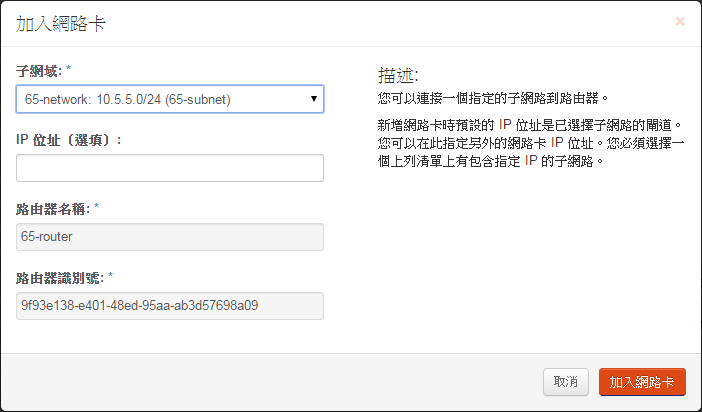 加入網路卡
×
子網域: *
65-network: 10.5.5.0/24 (65-subnet)
IP 位址（選填）:
路由器名稱: *
65-router
路由器識別號: *
9f93e138-e401-48ed-95aa-ab3d57698a09
描述:
您可以連接一個指定的子網路到路由器。
新增網路卡時預設的 IP 位址是已選擇子網路的閘道。
您可以在此指定另外的網路卡 IP 位址。您必須選擇一
個上列清單上有包含指定 IP 的子網路。
取消
加入網路卡